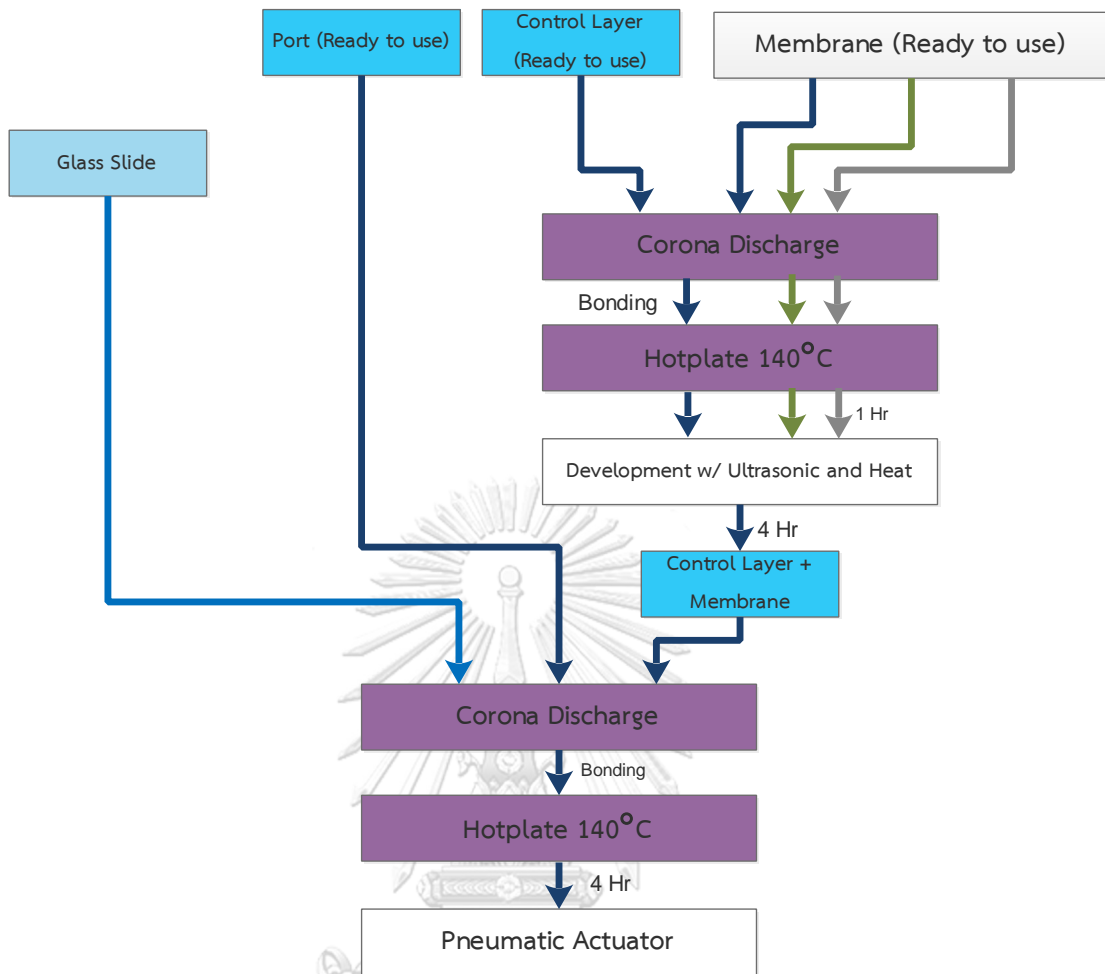 Port (Ready to use)
Control Layer
(Ready to use)
Membrane (Ready to use)
Glass Slide
Corona Discharge
Bonding
Hotplate 140°C
1 Hr
Development w/ Ultrasonic and Heat
4 Hr
Control Layer +
Membrane
Corona Discharge
Bonding
Hotplate 140°C
4 Hr
Pneumatic Actuator